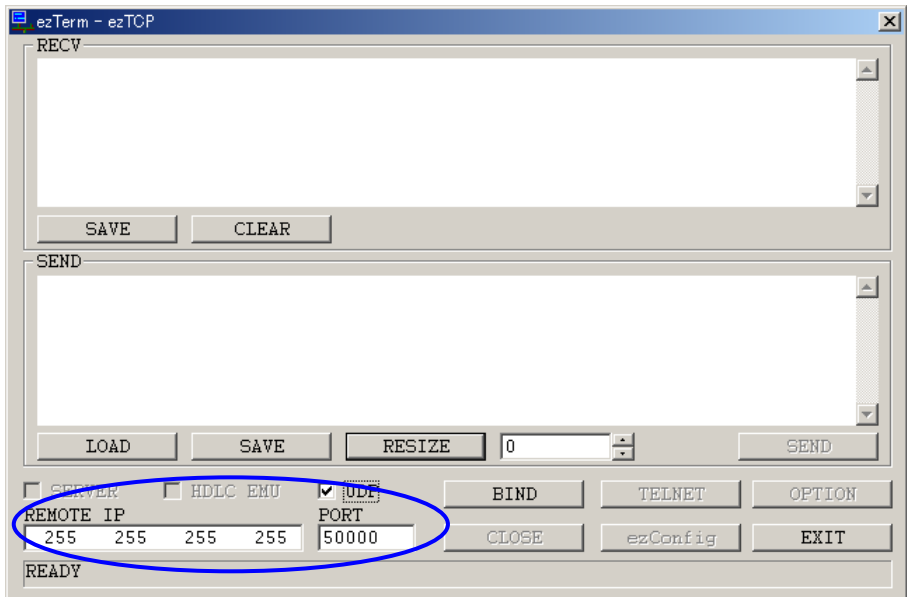 ezTerm - ezTCP
RECV
SAVE CLEAR
SEND
LOAD SAVE RESIZE 0 SEND
SERVER HDLC EMU UDP BIND TELNET OPTION
REMOTE IP PORT
255 255 255 255 50000 CLOSE ezConfig EXIT
READY